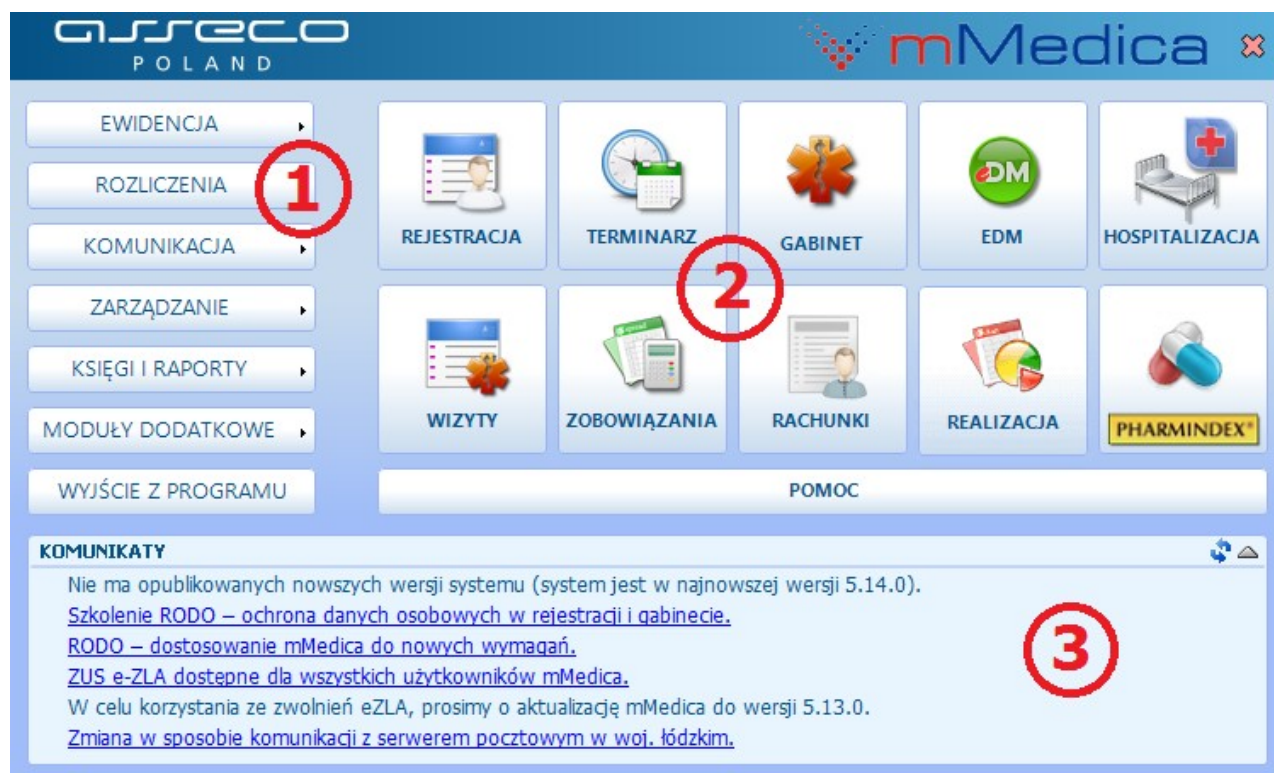 asseco
POLAND
mMedica
EWIDENCJA
ROZLICZENIA
KOMUNIKACJA
ZARZĄDZANIE
KSIĘGI I RAPORTY
MODUŁY DODATKOWE
WYJŚCIE Z PROGRAMU
1
REJESTRACJA
TERMINARZ
GABINET
eDM
EDM
HOSPITALIZACJA
2
WIZYTY
ZOBOWIĄZANIA
RACHUNKI
REALIZACJA
PHARMINDEX®
POMOC
KOMUNIKATY
Nie ma opublikowanych nowszych wersji systemu (system jest w najnowszej wersji 5.14.0).
Szkolenie RODO – ochrona danych osobowych w rejestracji i gabinecie.
RODO – dostosowanie mMedica do nowych wymagań.
ZUS e-ZLA dostępne dla wszystkich użytkowników mMedica.
W celu korzystania ze zwolnień eZLA, prosimy o aktualizację mMedica do wersji 5.13.0.
Zmiana w sposobie komunikacji z serwerem pocztowym w woj. łódzkim.
3